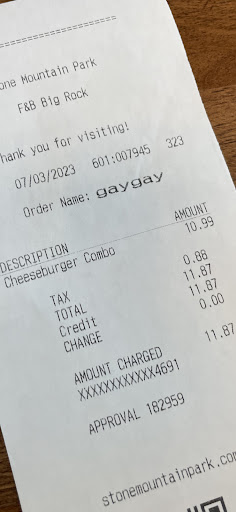 one Mountain Park
F&B Big Rock
hank you for visiting!
07/03/2023 601:007945 323
Order Name: gaygay
DESCRIPTION AMOUNT
Cheeseburger Combo 10.99
TAX 0.88
TOTAL 11.87
Credit 11.87
CHANGE 0.00
AMOUNT CHARGED 11.87
XXXXXXXXXXXX4691
APPROVAL 182959
stonemountainpark.com